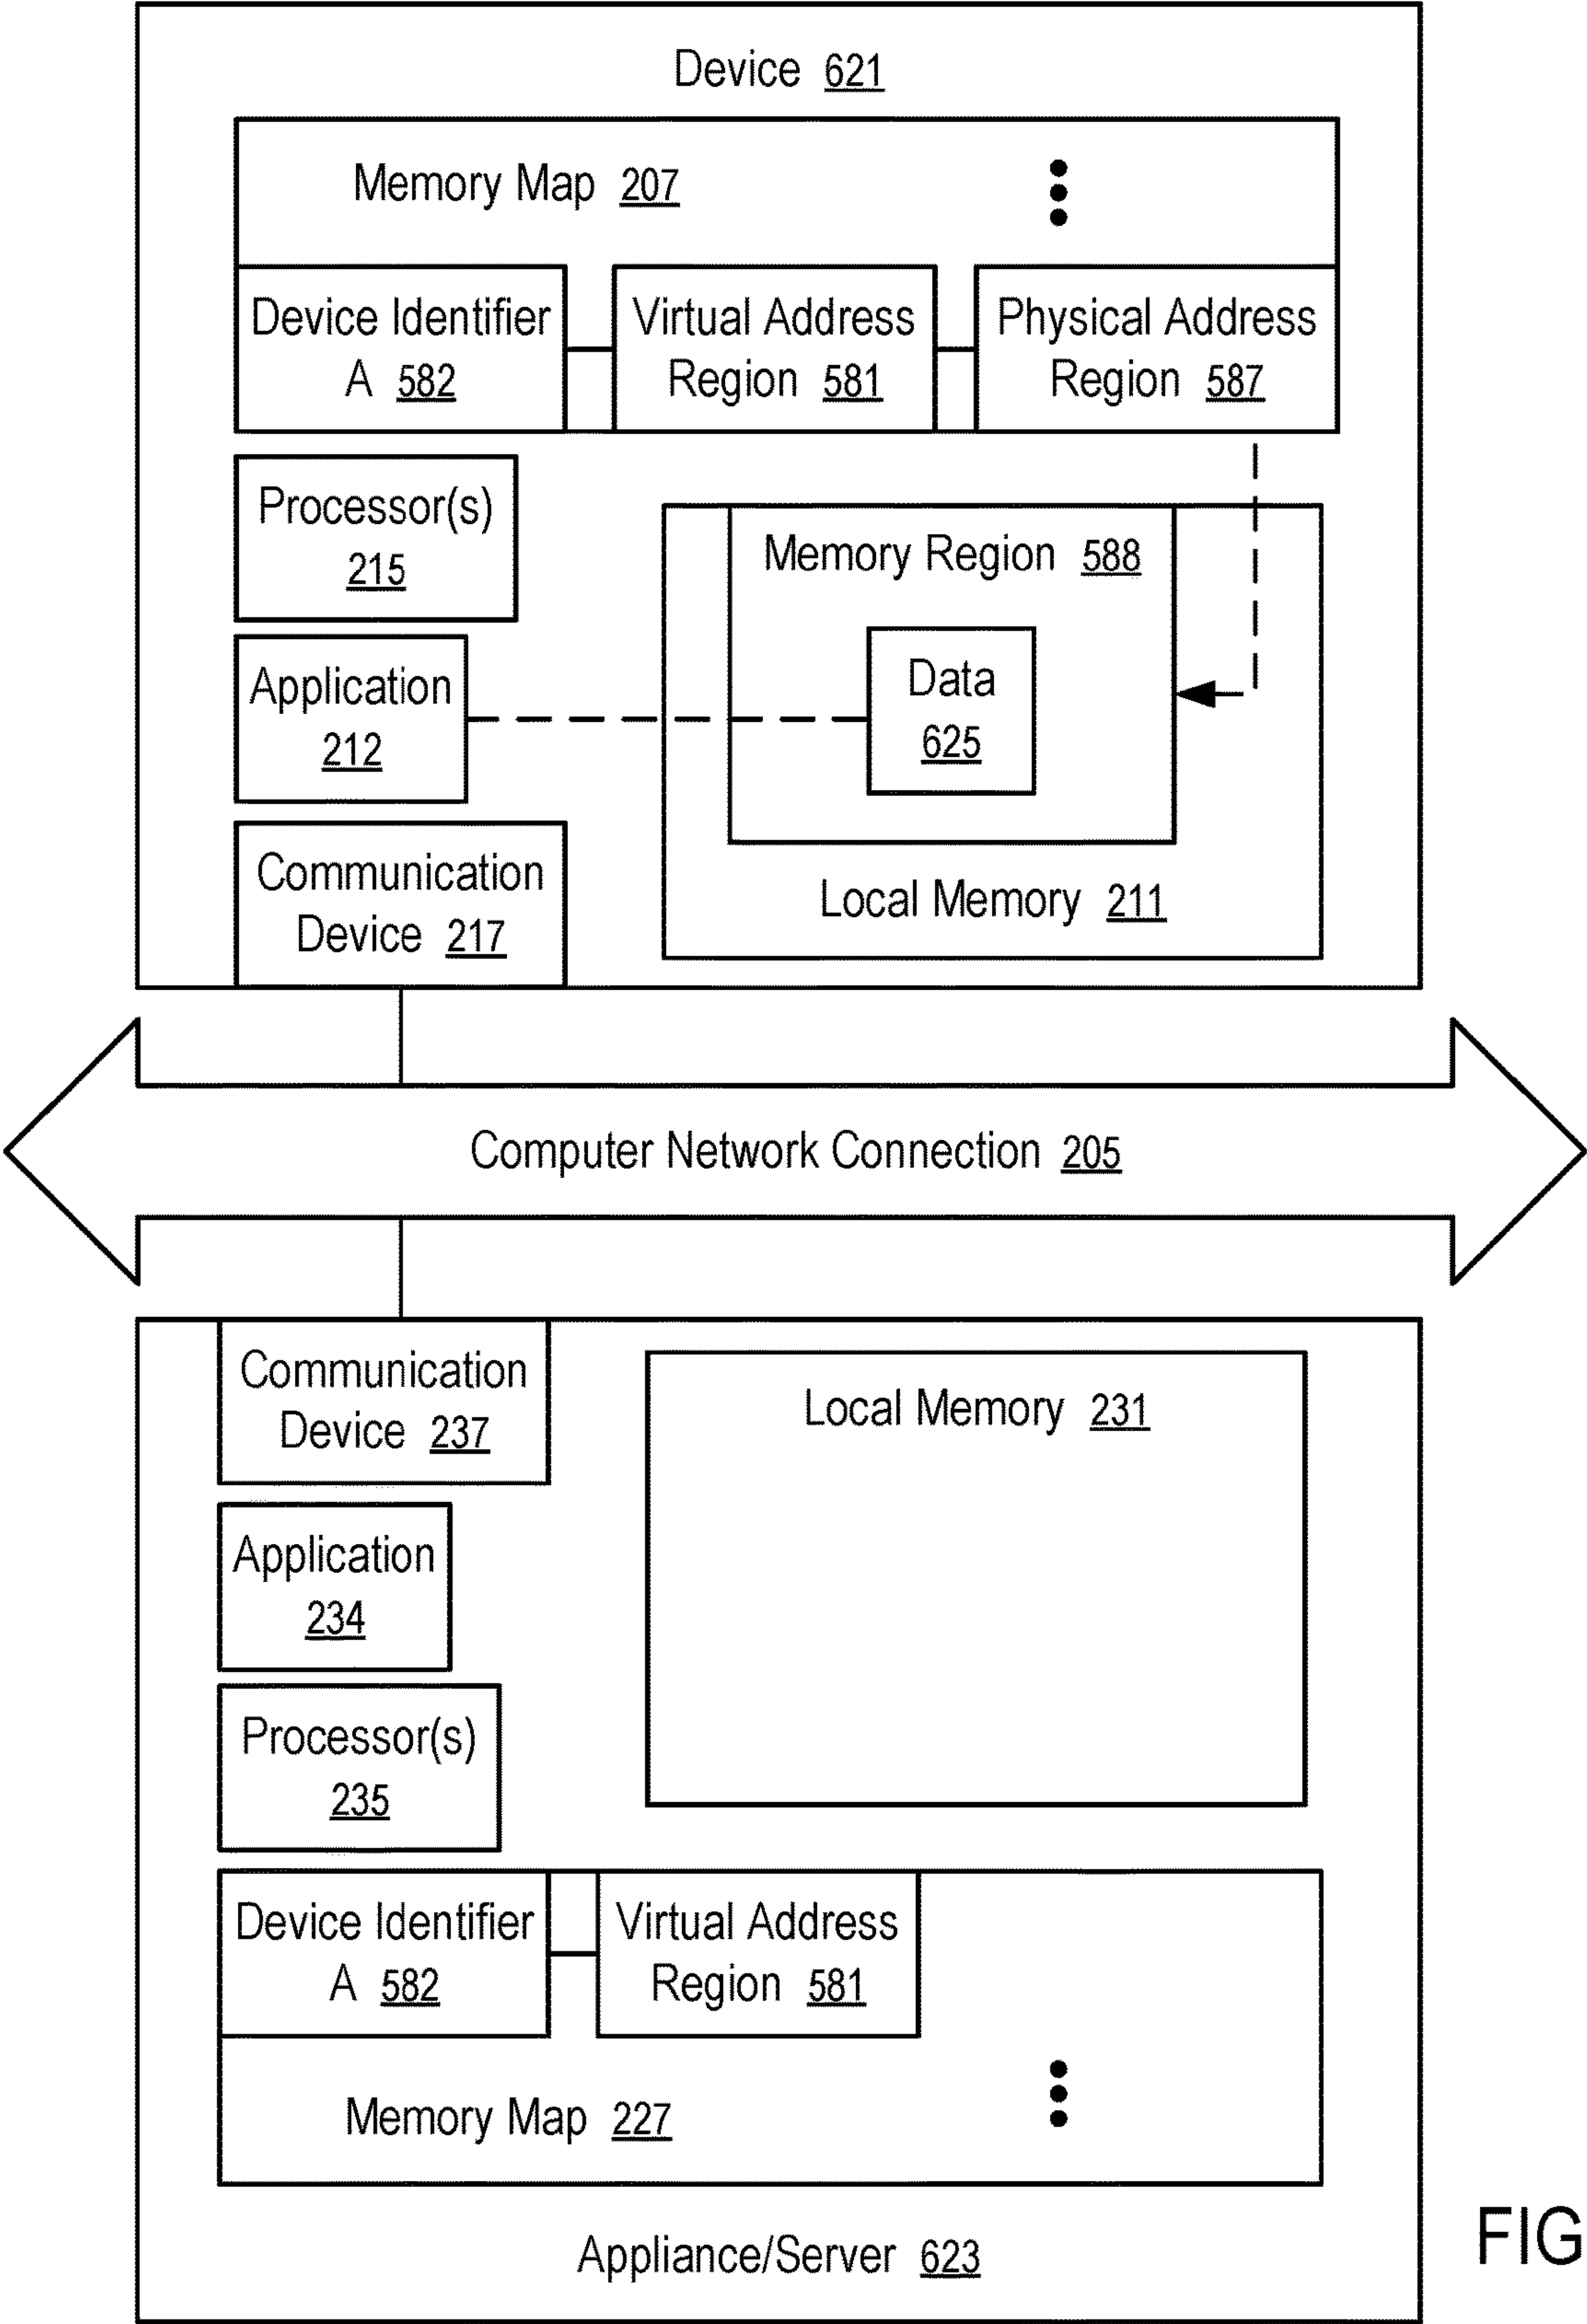 Device 621
Memory Map 207
Device Identifier
A 582
Virtual Address
Region 581
Physical Address
Region 587
Processor(s)
215
Memory Region 588
Application
212
Data
625
Communication
Device 217
Local Memory 211
Computer Network Connection 205
Communication
Device 237
Local Memory 231
Application
234
Processor(s)
235
Device Identifier
A 582
Virtual Address
Region 581
Memory Map 227
Appliance/Server 623
FIG